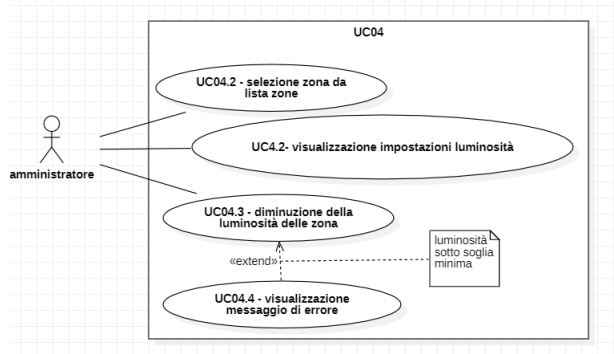 UC04
UC04.2 - selezione zona da
lista zone
UC4.2- visualizzazione impostazioni luminosità
amministratore
UC04.3 - diminuzione della
luminosità delle zona
«extend»
luminosità
sotto soglia
minima
UC04.4 - visualizzazione
messaggio di errore